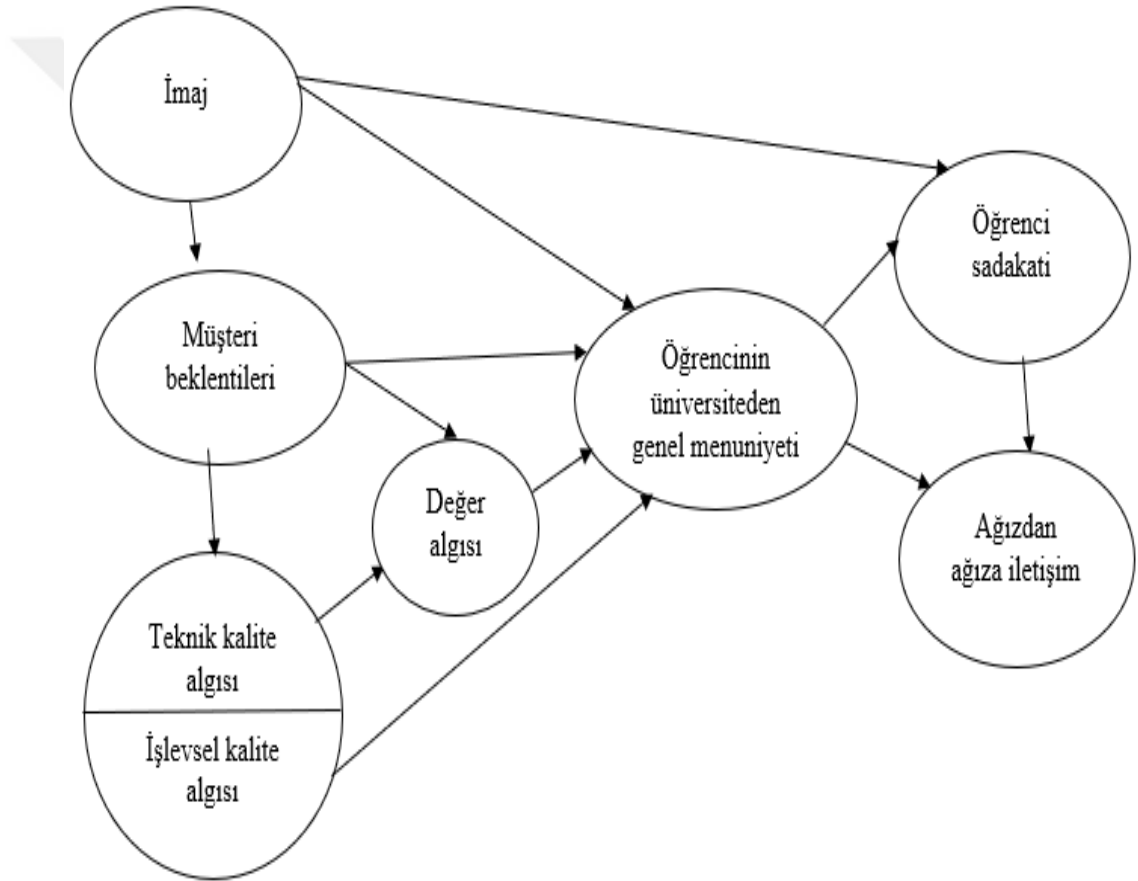 İmaj
Öğrenci
sadakati
Müşteri
beklentileri
Öğrencinin
üniversiteden
genel menuniyeti
Değer
algısı
Ağızdan
ağıza iletişim
Teknik kalite
algısı
İşlevsel kalite
algısı